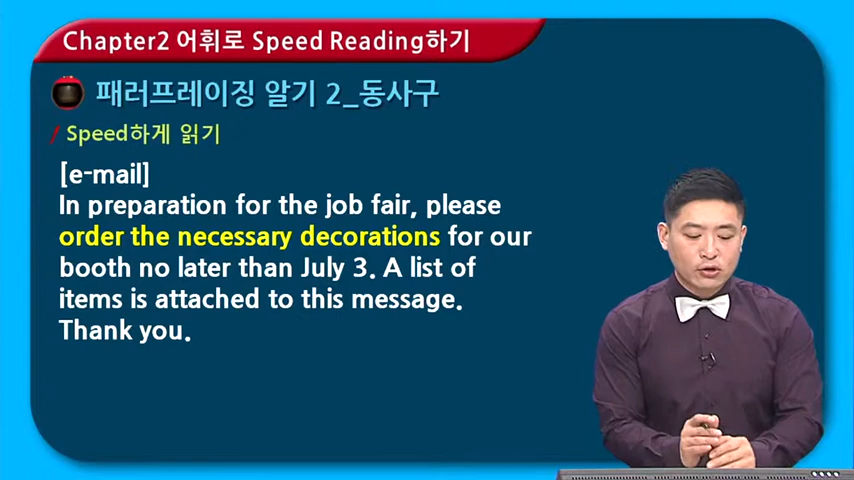 Chapter2 어휘로 Speed Reading하기
패러프레이징 알기 2_동사구
/ Speed하게 읽기
[e-mail]
In preparation for the job fair, please
order the necessary decorations for our
booth no later than July 3. A list of
items is attached to this message.
Thank you.